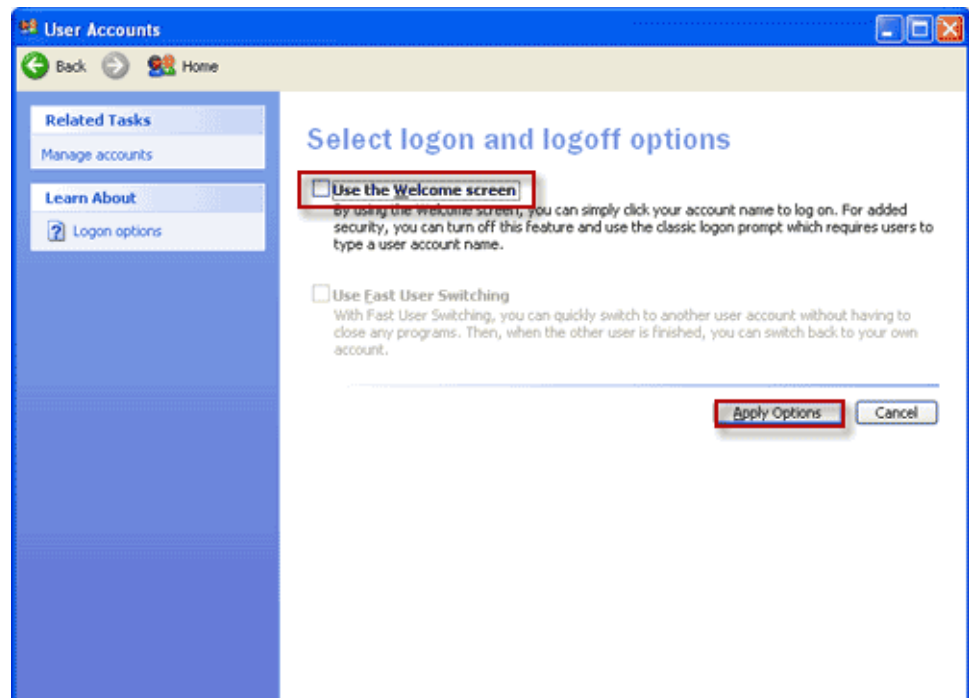 User Accounts
Back Home
Related Tasks
Manage accounts
Learn About
Logon options
Select logon and logoff options
Use the Welcome screen
By using the Welcome screen, you can simply click your account name to log on. For added
security, you can turn off this feature and use the classic logon prompt which requires users to
type a user account name.
Use Fast User Switching
With Fast User Switching, you can quickly switch to another user account without having to
close any programs. Then, when the other user is finished, you can switch back to your own
account.
Apply Options Cancel